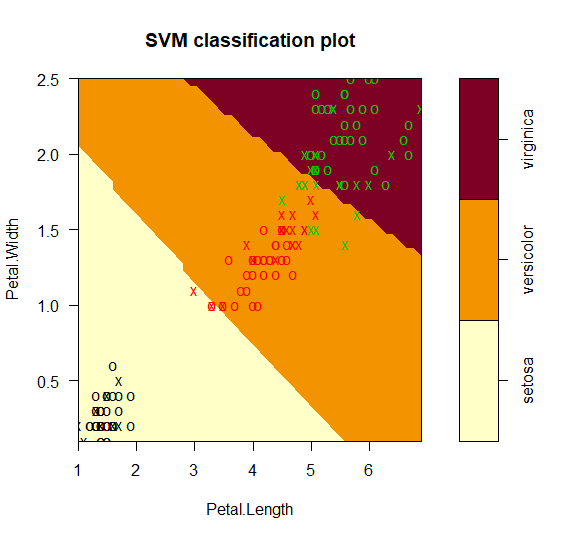 SVM classification plot
2.5
2.0
1.5
1.0
0.5
Petal.Width
1 2 3 4 5 6
Petal.Length
virginica
versicolor
setosa